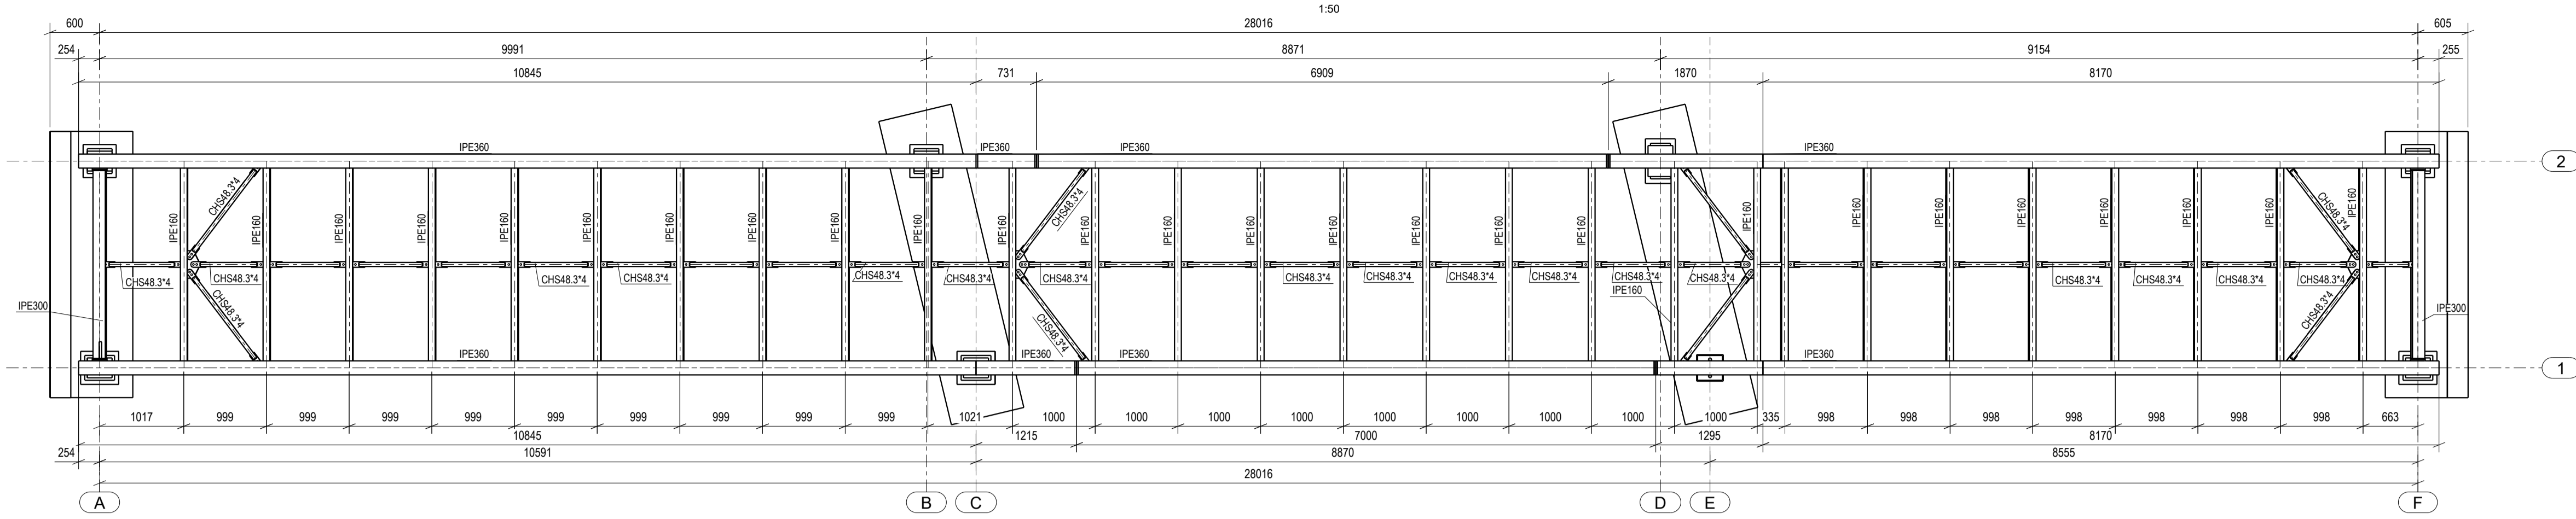 1:50
600 28016 605
254 9991 8871 9154 255
10845 731 6909 1870 8170
IPE360 IPE360 IPE360 IPE360
2
CHS48.3*4 CHS48.3*4 CHS48.3*4
IPE160 IPE160 IPE160 IPE160 IPE160 IPE160 IPE160 IPE160 IPE160 IPE160 IPE160 IPE160 IPE160 IPE160 IPE160 IPE160 IPE160 IPE160 IPE160 IPE160 IPE160 IPE160 IPE160 IPE160 IPE160 IPE160
CHS48.3*4 CHS48.3*4 CHS48.3*4 CHS48.3*4 CHS48.3*4 CHS48.3*4 CHS48.3*4 CHS48.3*4 CHS48.3*4 CHS48.3*4 CHS48.3*4 CHS48.3*4 CHS48.3*4 CHS48.3*4 CHS48.3*4 CHS48.3*4 CHS48.3*4
IPE160
IPE300 IPE300
CHS48.3*4 CHS48.3*4 CHS48.3*4
IPE360 IPE360 IPE360 IPE360
1
1017 999 999 999 999 999 999 999 999 999 1021 1000 1000 1000 1000 1000 1000 1000 1000 1000 335 998 998 998 998 998 998 998 663
10845 1215 7000 1295 8170
254 10591 8870 8555
28016
A B C D E F